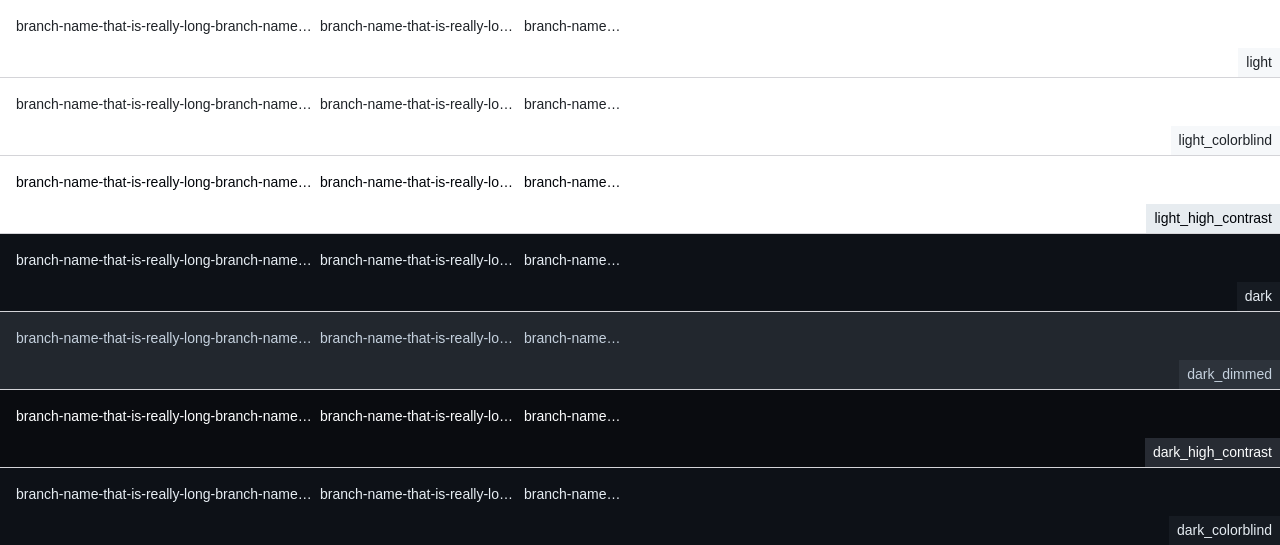 branch-name-that-is-really-long-branch-name… branch-name-that-is-really-lo… branch-name…
light
branch-name-that-is-really-long-branch-name… branch-name-that-is-really-lo… branch-name…
light_colorblind
branch-name-that-is-really-long-branch-name… branch-name-that-is-really-lo… branch-name…
light_high_contrast
branch-name-that-is-really-long-branch-name… branch-name-that-is-really-lo… branch-name…
dark
branch-name-that-is-really-long-branch-name… branch-name-that-is-really-lo… branch-name…
dark_dimmed
branch-name-that-is-really-long-branch-name… branch-name-that-is-really-lo… branch-name…
dark_high_contrast
branch-name-that-is-really-long-branch-name… branch-name-that-is-really-lo… branch-name…
dark_colorblind